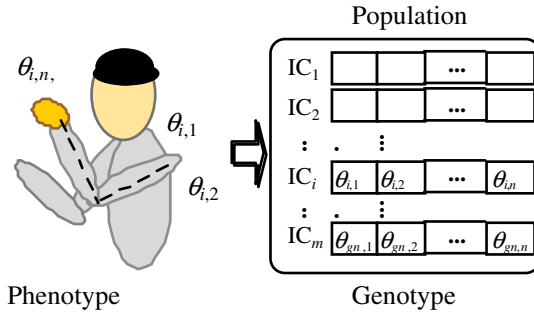 Population
θi,n,
θi,1
θi,2
IC1 ...
IC2 ...
: . :
ICi θi,1 θi,2 ... θi,n
: . :
ICm θgn,1 θgn,2 ... θgn,n
Phenotype
Genotype